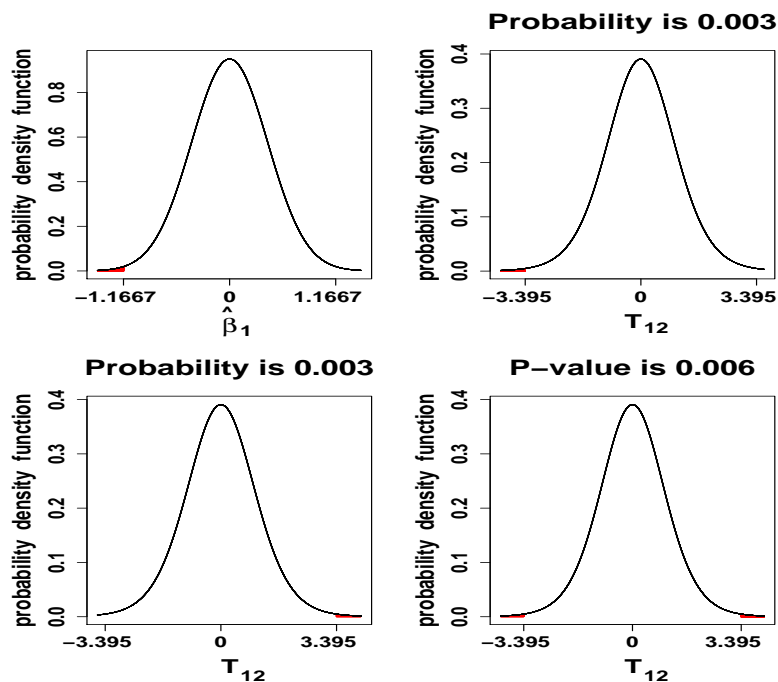 probability density function
0.0 0.2 0.4 0.6 0.8
−1.1667 0 1.1667
β̂1
Probability is 0.003
probability density function
0.0 0.1 0.2 0.3 0.4
−3.395 0 3.395
T12
Probability is 0.003
probability density function
0.0 0.1 0.2 0.3 0.4
−3.395 0 3.395
T12
P−value is 0.006
probability density function
0.0 0.1 0.2 0.3 0.4
−3.395 0 3.395
T12